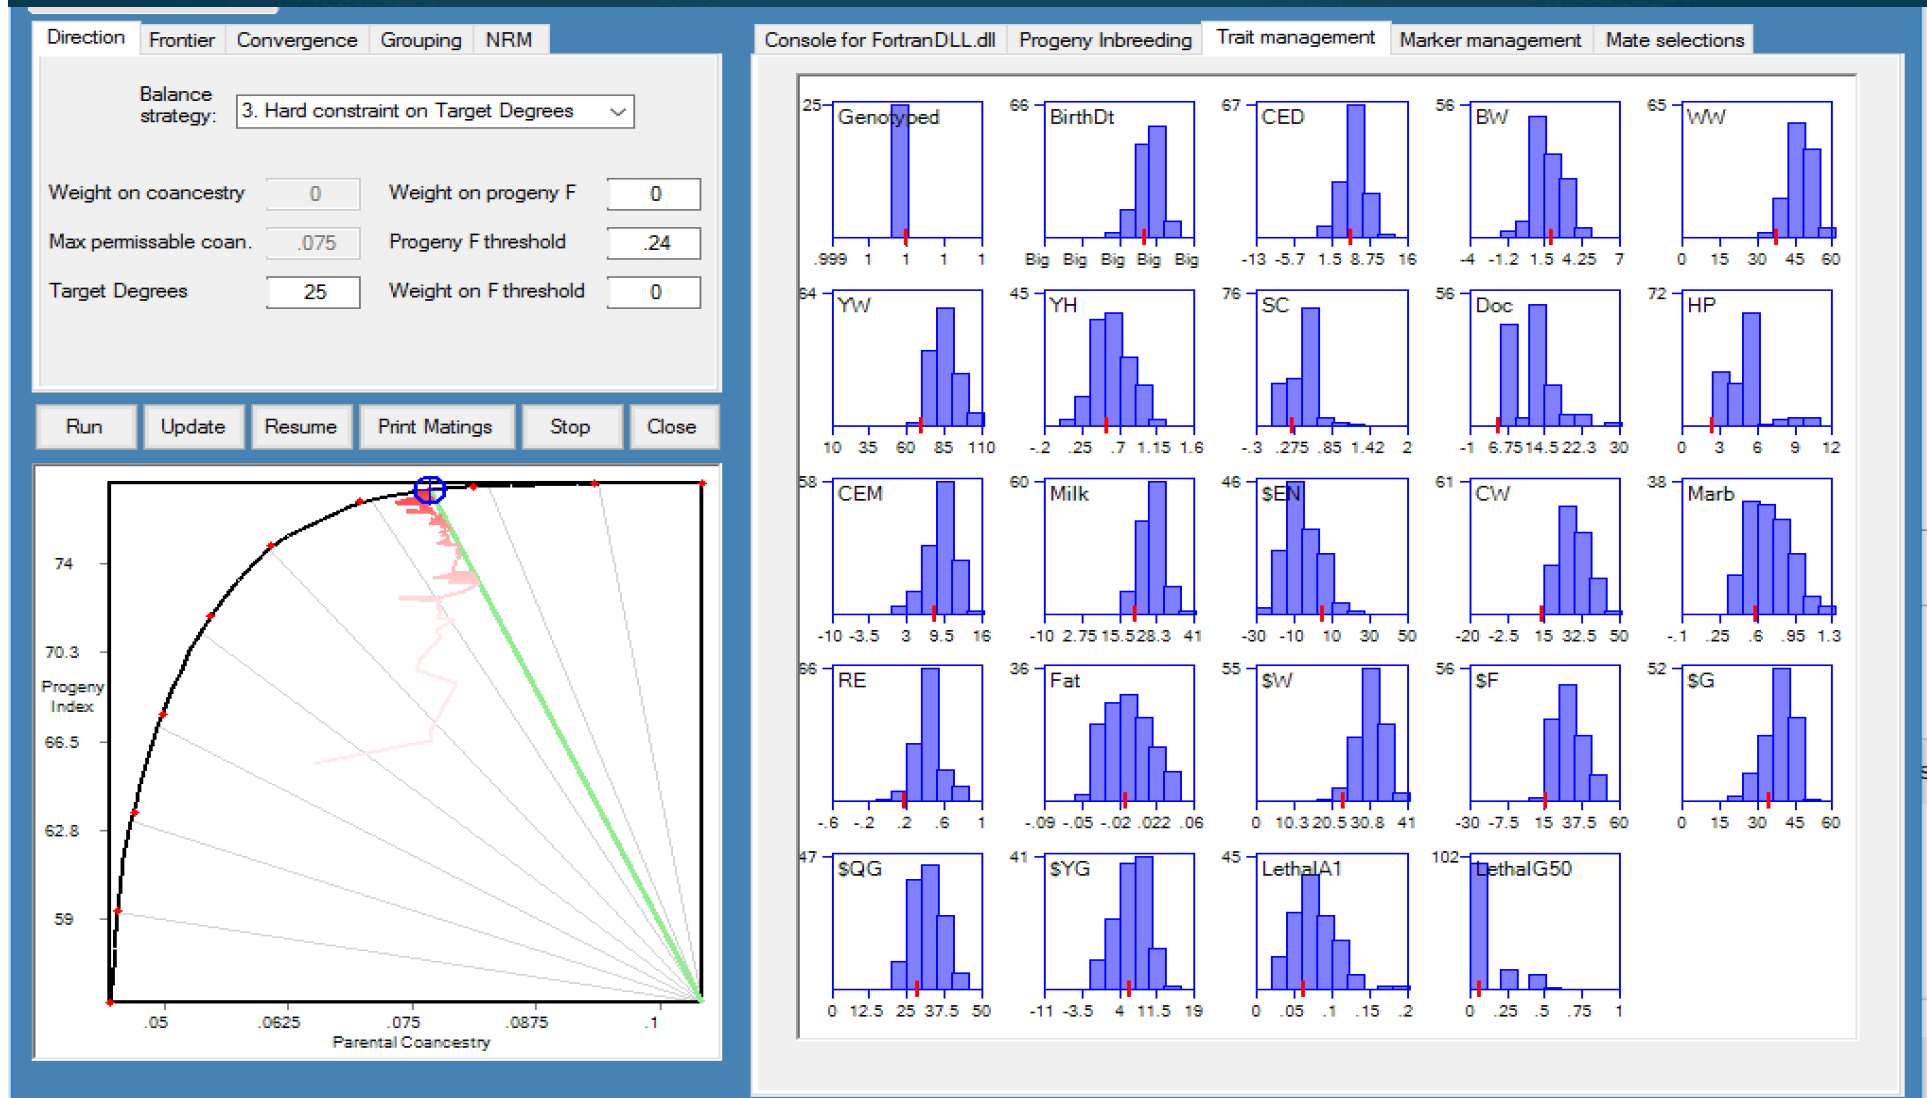 Direction Frontier Convergence Grouping NRM
Balance strategy: 3. Hard constraint on Target Degrees
Weight on coancestry 0 Weight on progeny F 0
Max permissable coan. .075 Progeny F threshold .24
Target Degrees 25 Weight on F threshold 0
Run Update Resume Print Matings Stop Close
74
70.3
Progeny
Index
66.5
62.8
59
.05 .0625 .075 .0875 .1
Parental Coancestry
Console for FortranDLL.dll Progeny Inbreeding Trait management Marker management Mate selections
25 Genotyped 66 BirthDt 67 CED 56 BW 65 WW
.999 1 1 1 1 Big Big Big Big Big -13 -5.7 1.5 8.75 16 -4 -1.2 1.5 4.25 7 0 15 30 45 60
64 YW 45 YH 76 SC 56 Doc 72 HP
10 35 60 85 110 -.2 .25 .7 1.15 1.6 -.3 .275 .85 1.42 2 -1 6.75 14.5 22.3 30 0 3 6 9 12
58 CEM 60 Milk 46 $EN 61 CW 38 Marb
-10 -3.5 3 9.5 16 -10 2.75 15.5 28.3 41 -30 -10 10 30 50 -20 -2.5 15 32.5 50 -.1 .25 .6 .95 1.3
66 RE 36 Fat 55 $W 56 $F 52 $G
-.6 -.2 .2 .6 1 -.09 -.05 -.02 .022 .06 0 10.3 20.5 30.8 41 -30 -7.5 15 37.5 60 0 15 30 45 60
47 $QG 41 $YG 45 LethalA1 102 LethalG50
0 12.5 25 37.5 50 -11 -3.5 4 11.5 19 0 .05 .1 .15 .2 0 .25 .5 .75 1